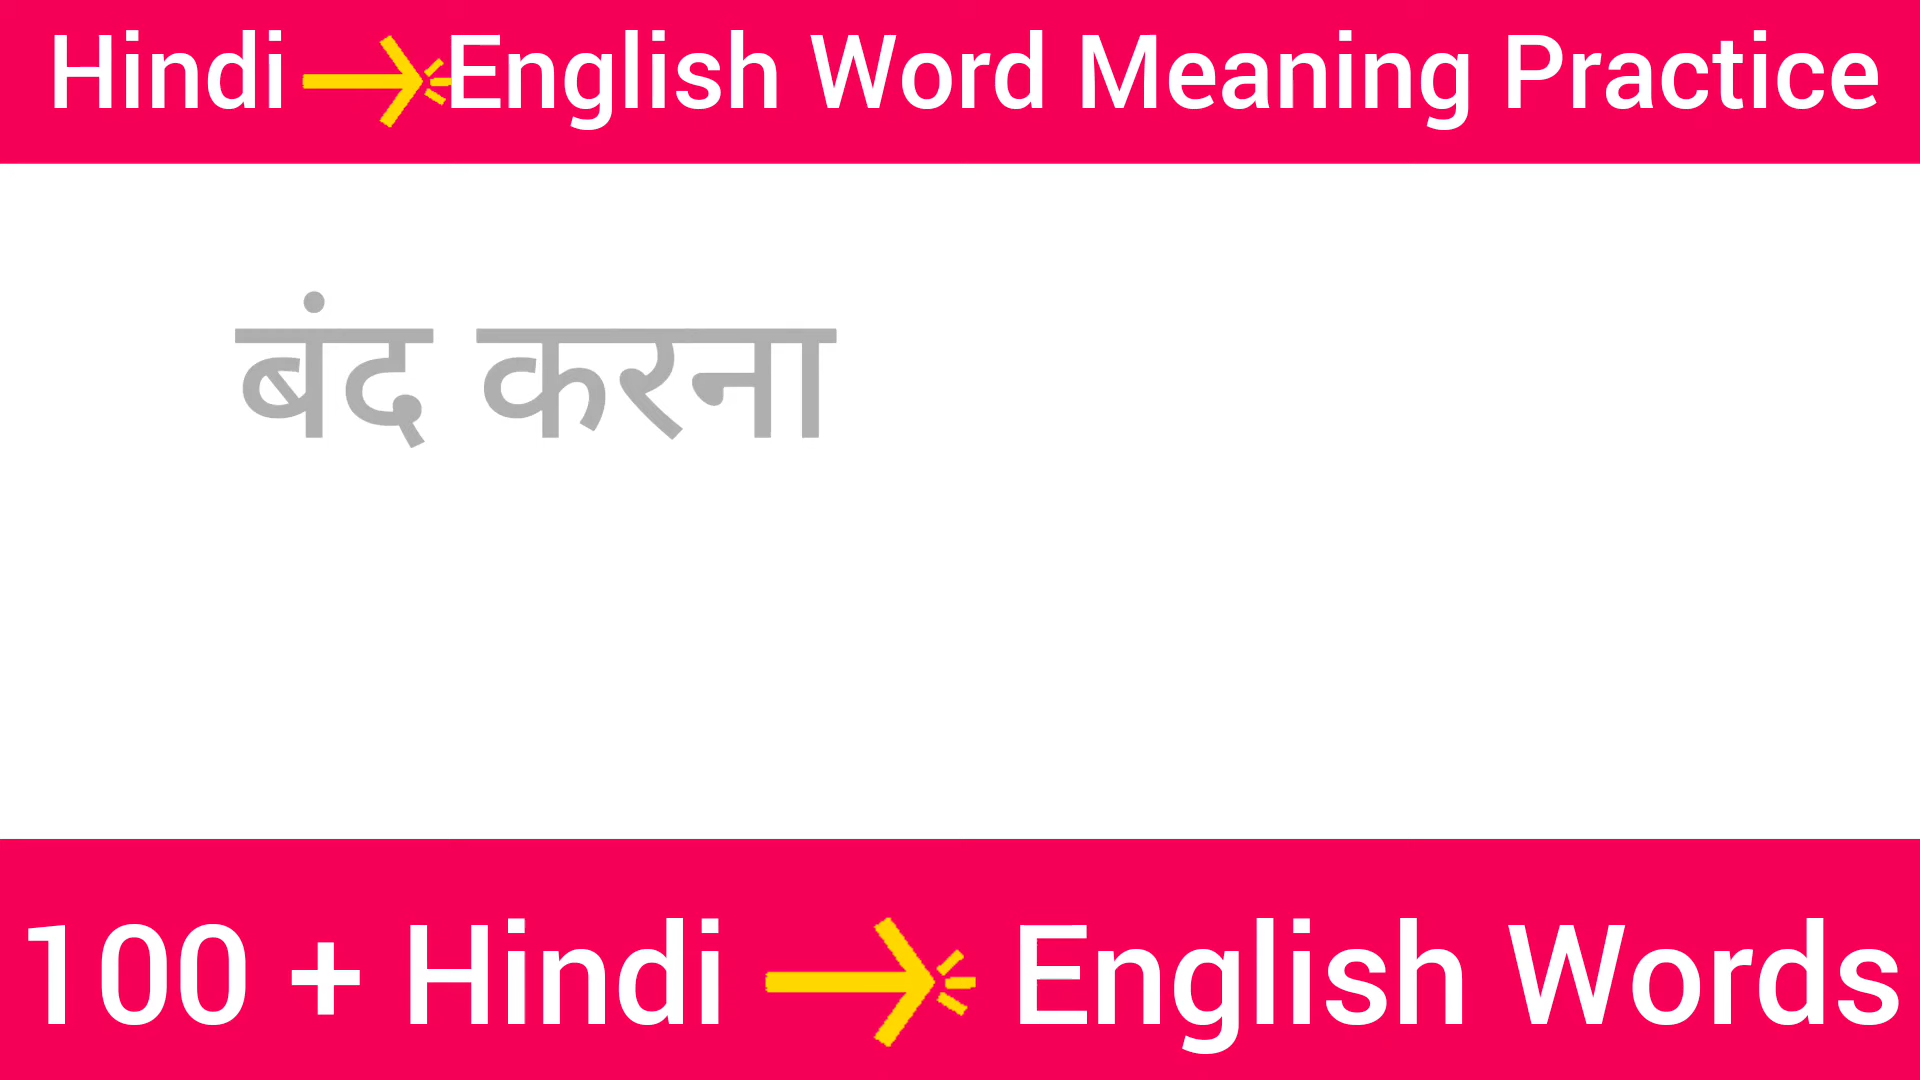 Hindi → English Word Meaning Practice
बंद करना
100 + Hindi → English Words